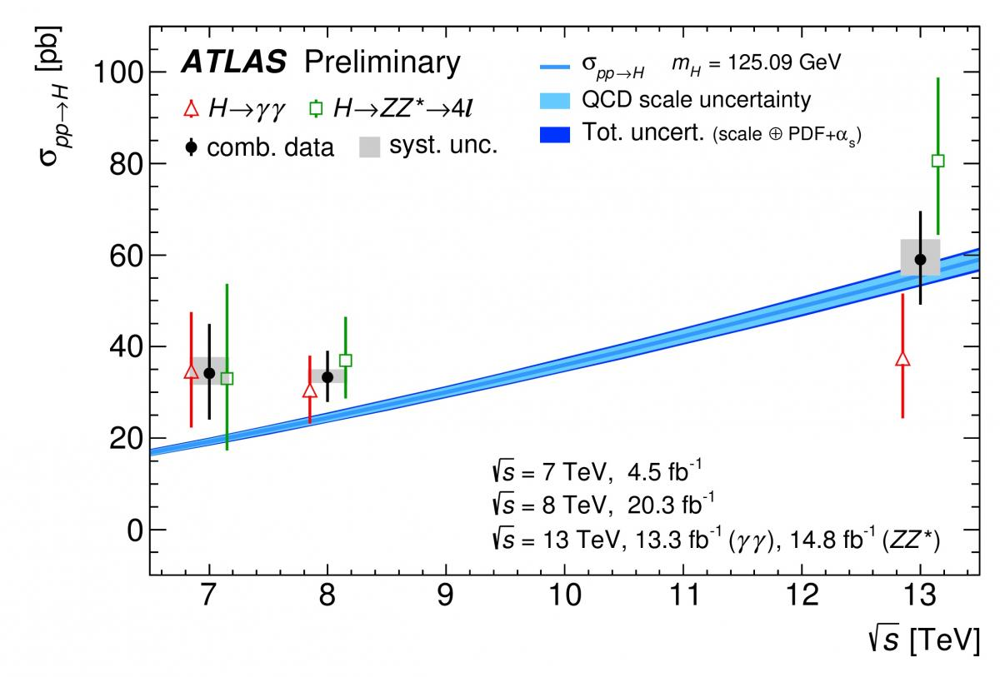 σpp→H [pb]
ATLAS Preliminary
H→γγ H→ZZ*→4l
comb. data syst. unc.
σpp→H mH = 125.09 GeV
QCD scale uncertainty
Tot. uncert. (scale ⊕ PDF+αs)
100
80
60
40
20
0
√s = 7 TeV, 4.5 fb-1
√s = 8 TeV, 20.3 fb-1
√s = 13 TeV, 13.3 fb-1 (γγ), 14.8 fb-1 (ZZ*)
7 8 9 10 11 12 13
√s [TeV]